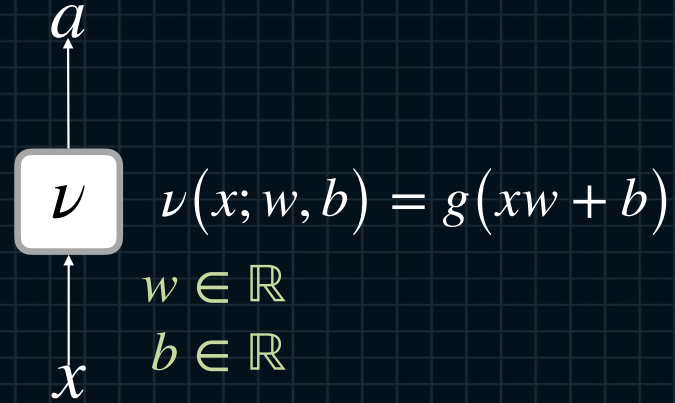 a
ν
ν(x; w, b) = g(xw + b)
w ∈ ℝ
b ∈ ℝ
x